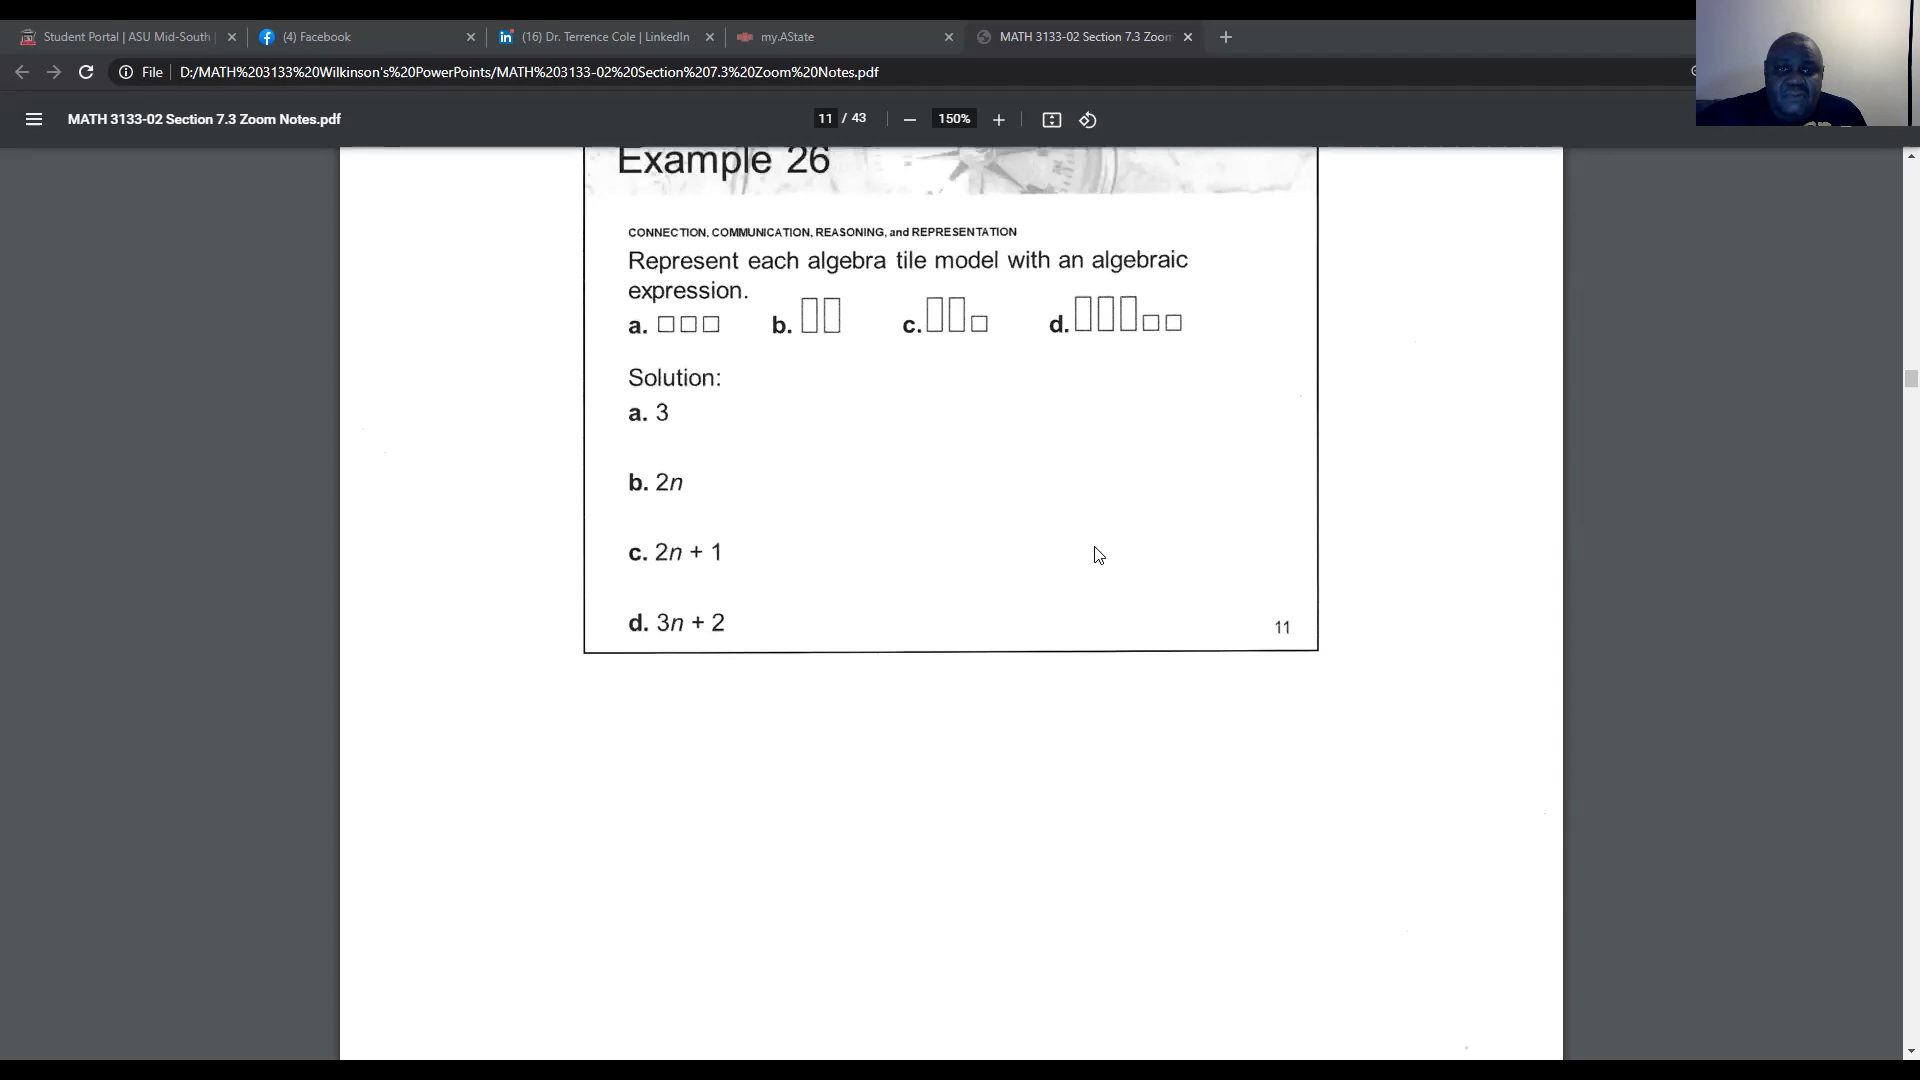 Student Portal | ASU Mid-South |
(4) Facebook
(16) Dr. Terrence Cole | LinkedIn
my.AState
MATH 3133-02 Section 7.3 Zoom
File
D:/MATH%203133%20Wilkinson's%20PowerPoints/MATH%203133-02%20Section%207.3%20Zoom%20Notes.pdf
MATH 3133-02 Section 7.3 Zoom Notes.pdf
11 / 43
150%
Example 26
CONNECTION, COMMUNICATION, REASONING, and REPRESENTATION
Represent each algebra tile model with an algebraic
expression.
a. b. c. d.
Solution:
a. 3
b. 2n
c. 2n + 1
d. 3n + 2
11